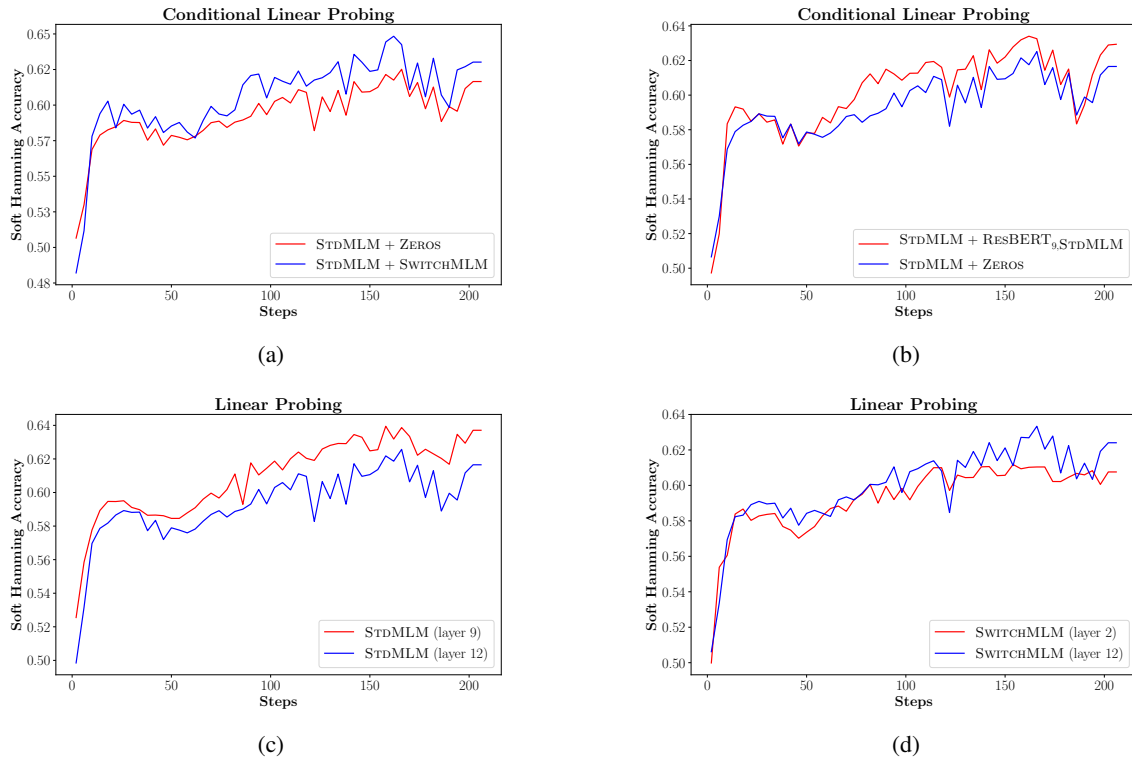 Conditional Linear Probing
Soft Hamming Accuracy
0.65
0.62
0.60
0.57
0.53
0.50
0.48
0
50
100
150
200
Steps
STDMLM + ZEROS
STDMLM + SWITCHMLM
(a)
Conditional Linear Probing
Soft Hamming Accuracy
0.64
0.62
0.60
0.58
0.56
0.54
0.52
0.50
0
50
100
150
200
Steps
STDMLM + RESBERT9,STDMLM
STDMLM + ZEROS
(b)
Linear Probing
Soft Hamming Accuracy
0.64
0.62
0.60
0.58
0.56
0.54
0.52
0.50
0
50
100
150
200
Steps
STDMLM (layer 9)
STDMLM (layer 12)
(c)
Linear Probing
Soft Hamming Accuracy
0.64
0.62
0.60
0.58
0.56
0.54
0.52
0.50
0
50
100
150
200
Steps
SWITCHMLM (layer 2)
SWITCHMLM (layer 12)
(d)